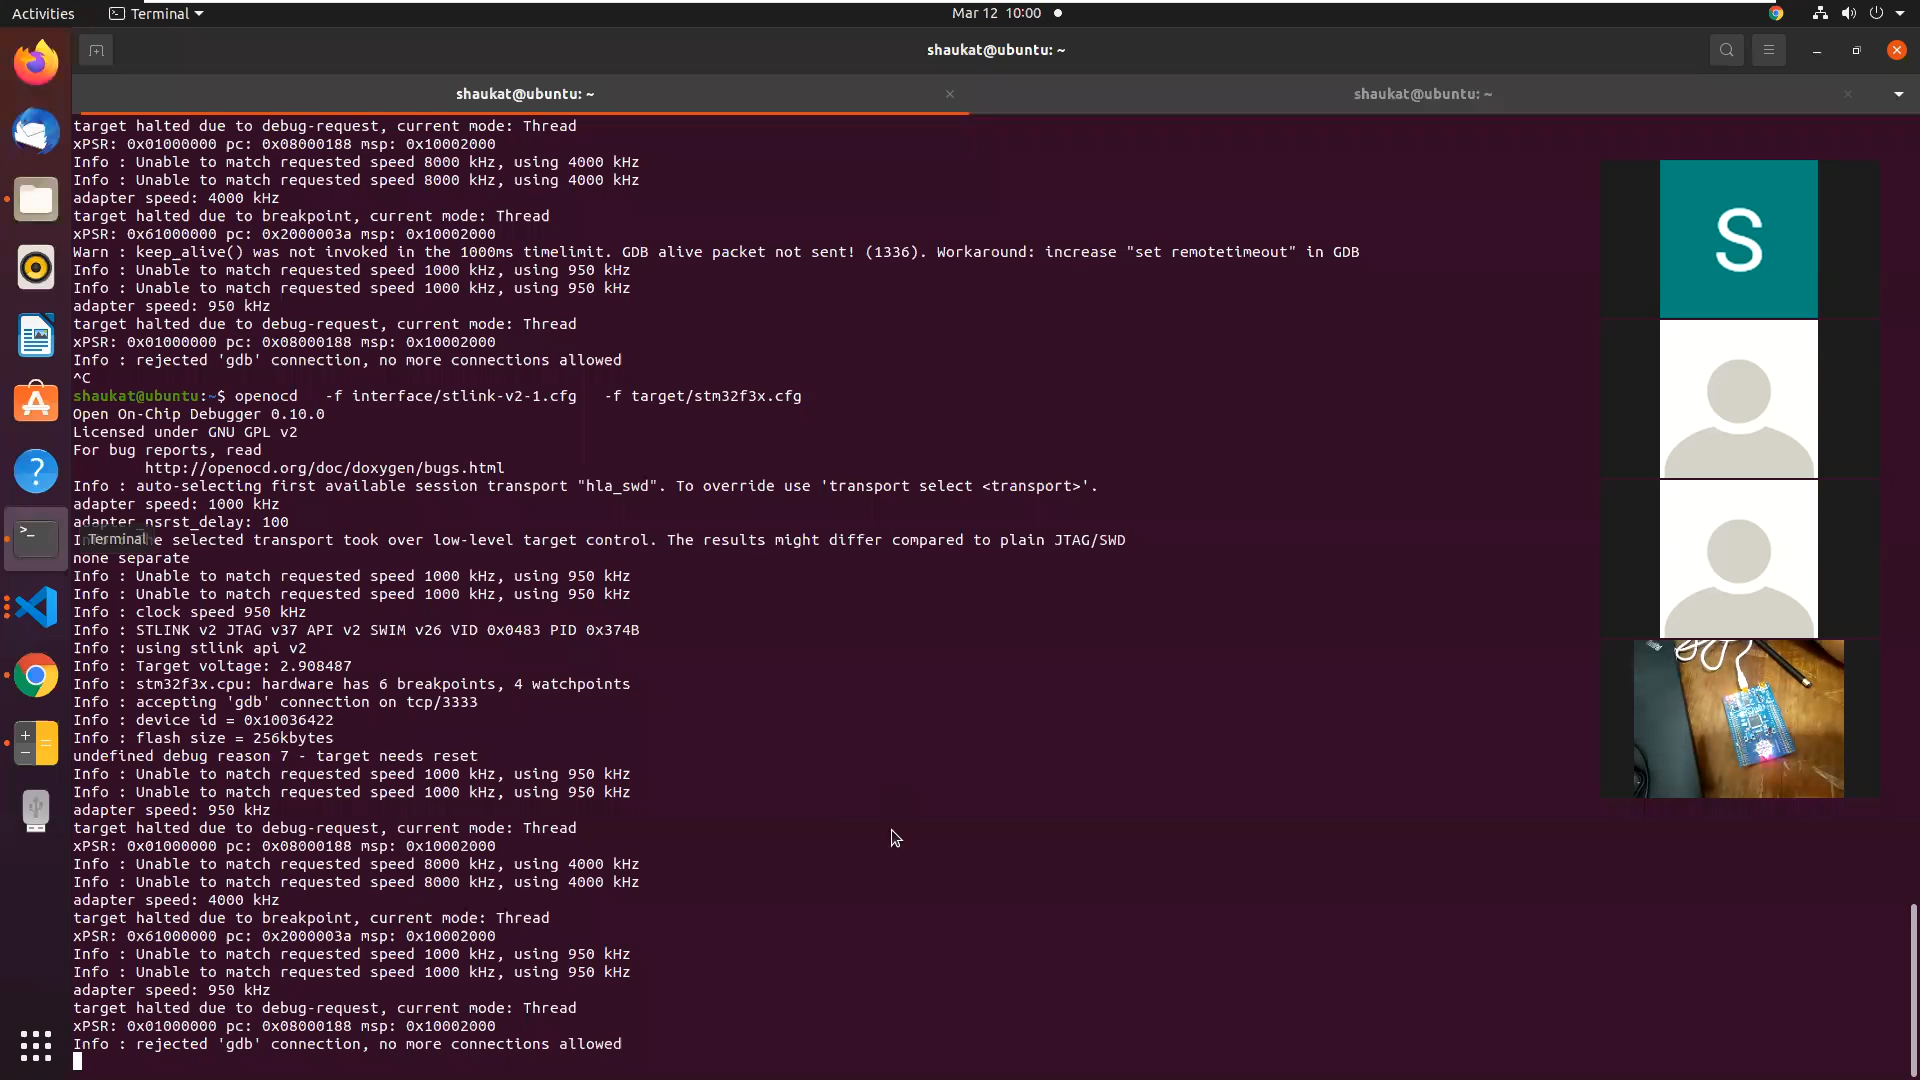 Activities
Terminal
Mar 12 10:00
shaukat@ubuntu: ~
shaukat@ubuntu: ~
shaukat@ubuntu: ~
target halted due to debug-request, current mode: Thread
xPSR: 0x01000000 pc: 0x08000188 msp: 0x10002000
Info : Unable to match requested speed 8000 kHz, using 4000 kHz
Info : Unable to match requested speed 8000 kHz, using 4000 kHz
adapter speed: 4000 kHz
target halted due to breakpoint, current mode: Thread
xPSR: 0x61000000 pc: 0x2000003a msp: 0x10002000
Warn : keep_alive() was not invoked in the 1000ms timelimit. GDB alive packet not sent! (1336). Workaround: increase "set remotetimeout" in GDB
Info : Unable to match requested speed 1000 kHz, using 950 kHz
Info : Unable to match requested speed 1000 kHz, using 950 kHz
adapter speed: 950 kHz
target halted due to debug-request, current mode: Thread
xPSR: 0x01000000 pc: 0x08000188 msp: 0x10002000
Info : rejected 'gdb' connection, no more connections allowed
^C
shaukat@ubuntu:~$ openocd   -f interface/stlink-v2-1.cfg   -f target/stm32f3x.cfg
Open On-Chip Debugger 0.10.0
Licensed under GNU GPL v2
For bug reports, read
http://openocd.org/doc/doxygen/bugs.html
Info : auto-selecting first available session transport "hla_swd". To override use 'transport select <transport>'.
adapter speed: 1000 kHz
adapter_nsrst_delay: 100
Terminal
selected transport took over low-level target control. The results might differ compared to plain JTAG/SWD
none separate
Info : Unable to match requested speed 1000 kHz, using 950 kHz
Info : Unable to match requested speed 1000 kHz, using 950 kHz
Info : clock speed 950 kHz
Info : STLINK v2 JTAG v37 API v2 SWIM v26 VID 0x0483 PID 0x374B
Info : using stlink api v2
Info : Target voltage: 2.908487
Info : stm32f3x.cpu: hardware has 6 breakpoints, 4 watchpoints
Info : accepting 'gdb' connection on tcp/3333
Info : device id = 0x10036422
Info : flash size = 256kbytes
undefined debug reason 7 - target needs reset
Info : Unable to match requested speed 1000 kHz, using 950 kHz
Info : Unable to match requested speed 1000 kHz, using 950 kHz
adapter speed: 950 kHz
target halted due to debug-request, current mode: Thread
xPSR: 0x01000000 pc: 0x08000188 msp: 0x10002000
Info : Unable to match requested speed 8000 kHz, using 4000 kHz
Info : Unable to match requested speed 8000 kHz, using 4000 kHz
adapter speed: 4000 kHz
target halted due to breakpoint, current mode: Thread
xPSR: 0x61000000 pc: 0x2000003a msp: 0x10002000
Info : Unable to match requested speed 1000 kHz, using 950 kHz
Info : Unable to match requested speed 1000 kHz, using 950 kHz
adapter speed: 950 kHz
target halted due to debug-request, current mode: Thread
xPSR: 0x01000000 pc: 0x08000188 msp: 0x10002000
Info : rejected 'gdb' connection, no more connections allowed
S